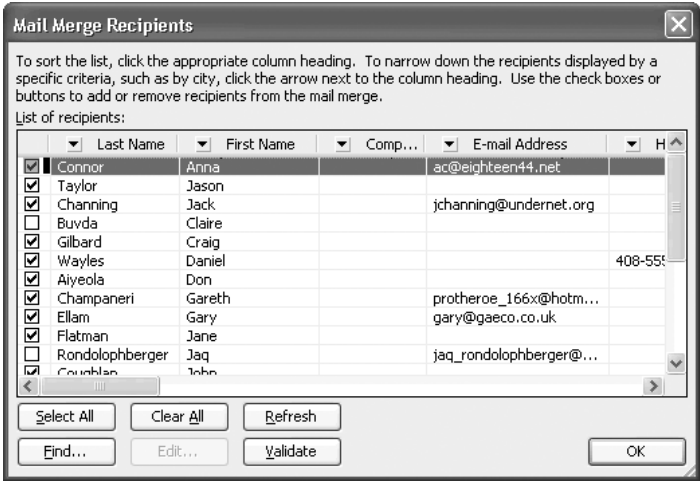 Mail Merge Recipients
To sort the list, click the appropriate column heading. To narrow down the recipients displayed by a
specific criteria, such as by city, click the arrow next to the column heading. Use the check boxes or
buttons to add or remove recipients from the mail merge.
List of recipients:
Last Name First Name Comp... E-mail Address H
Connor Anna ac@eighteen44.net
Taylor Jason
Channing Jack jchanning@undernet.org
Buvda Claire
Gilbard Craig
Wayles Daniel 408-555
Aiyeola Don
Champaneri Gareth protheroe_166x@hotm...
Ellam Gary gary@gaeco.co.uk
Flatman Jane
Rondolophberger Jaq jaq_rondolophberger@...
Coughlan John
Select All Clear All Refresh
Find... Edit... Validate OK